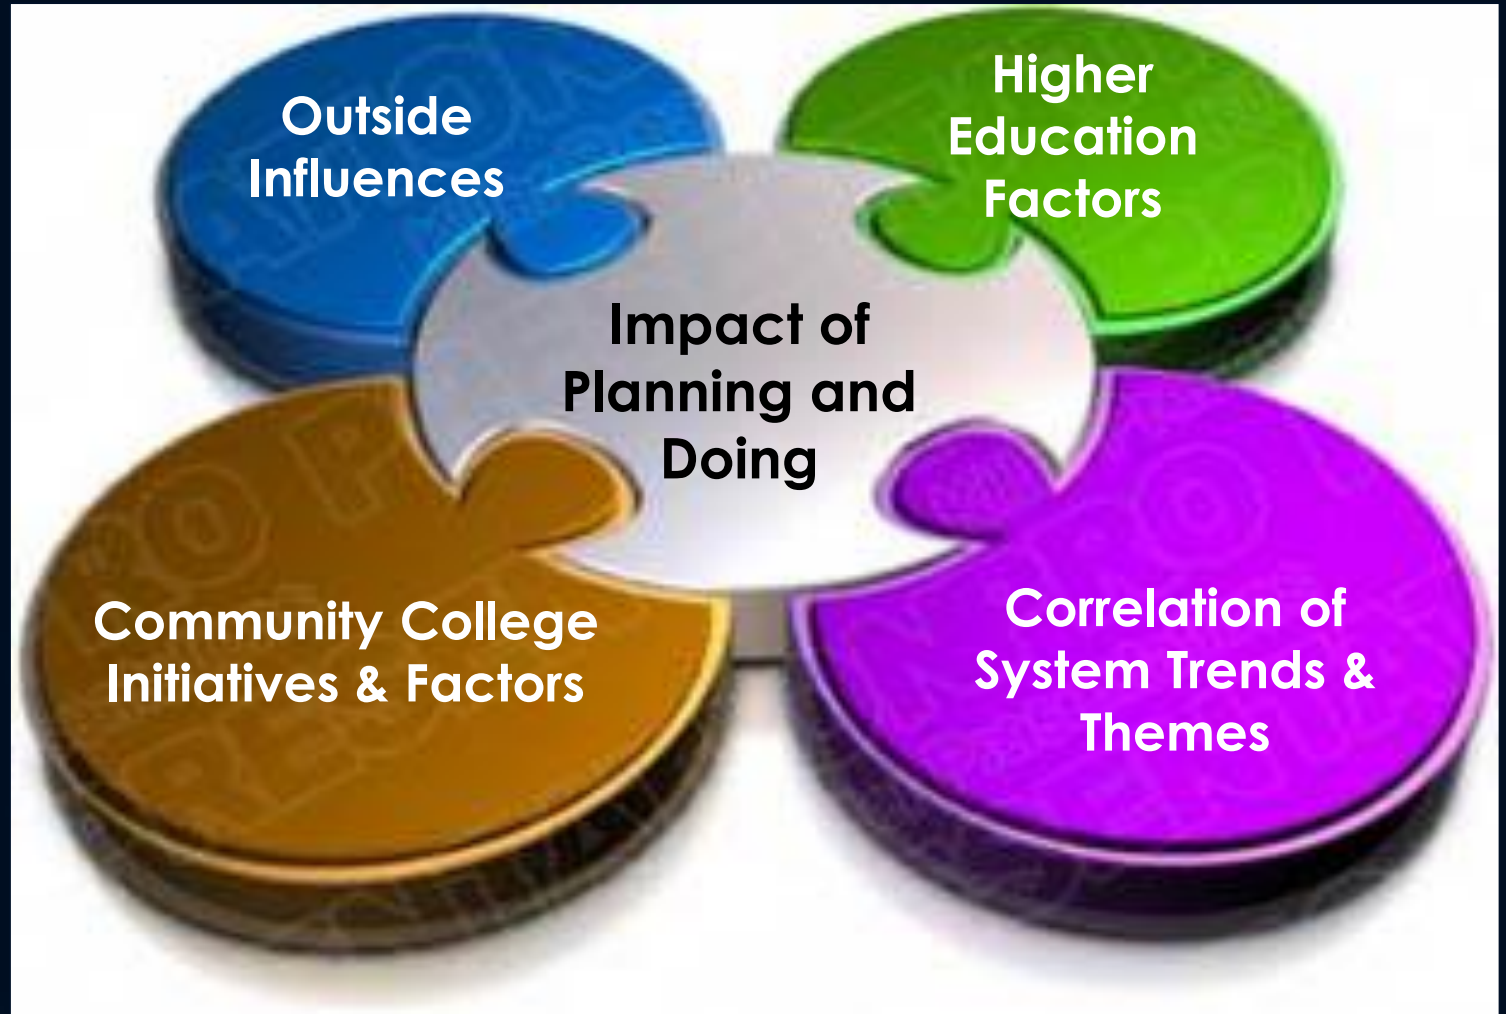 Outside
Influences
Higher
Education
Factors
Impact of
Planning and
Doing
Community College
Initiatives & Factors
Correlation of
System Trends &
Themes